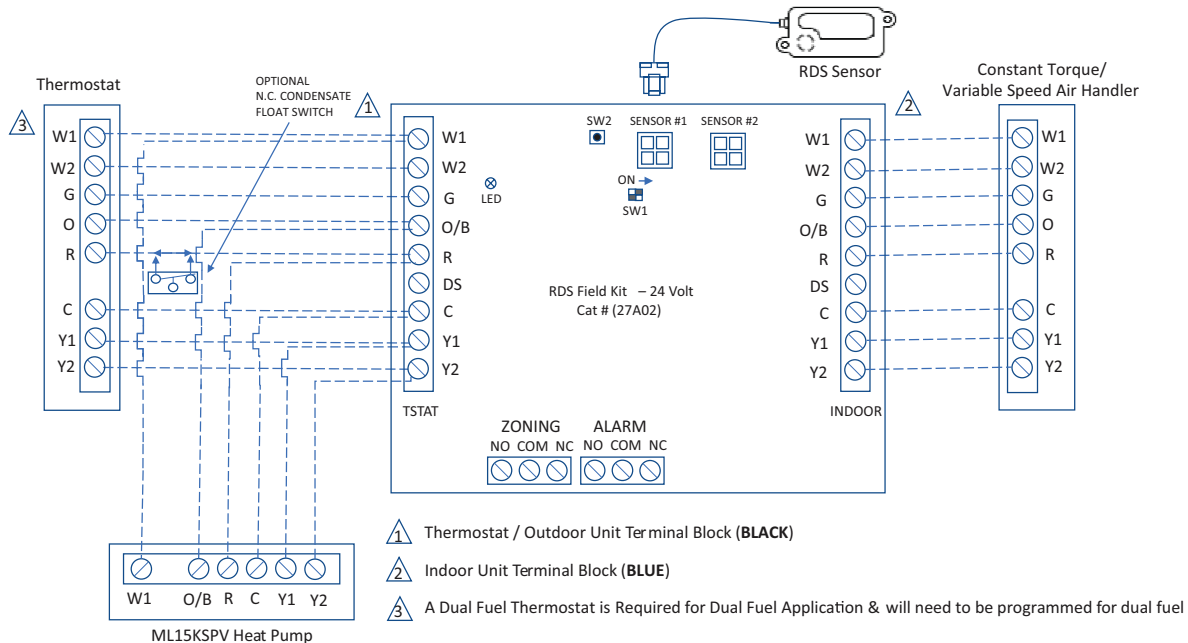 RDS Sensor
Thermostat
OPTIONAL
N.C. CONDENSATE
FLOAT SWITCH
Constant Torque/
Variable Speed Air Handler
3
1
2
W1
W2
G
O
R
C
Y1
Y2
W1
W2
G
O/B
R
DS
C
Y1
Y2
TSTAT
SW2
SENSOR #1
SENSOR #2
LED
ON
SW1
RDS Field Kit – 24 Volt
Cat # (27A02)
ZONING
NO COM NC
ALARM
NO COM NC
W1
W2
G
O/B
R
DS
C
Y1
Y2
INDOOR
W1
W2
G
O
R
C
Y1
Y2
W1 O/B R C Y1 Y2
ML15KSPV Heat Pump
1 Thermostat / Outdoor Unit Terminal Block (BLACK)
2 Indoor Unit Terminal Block (BLUE)
3 A Dual Fuel Thermostat is Required for Dual Fuel Application & will need to be programmed for dual fuel